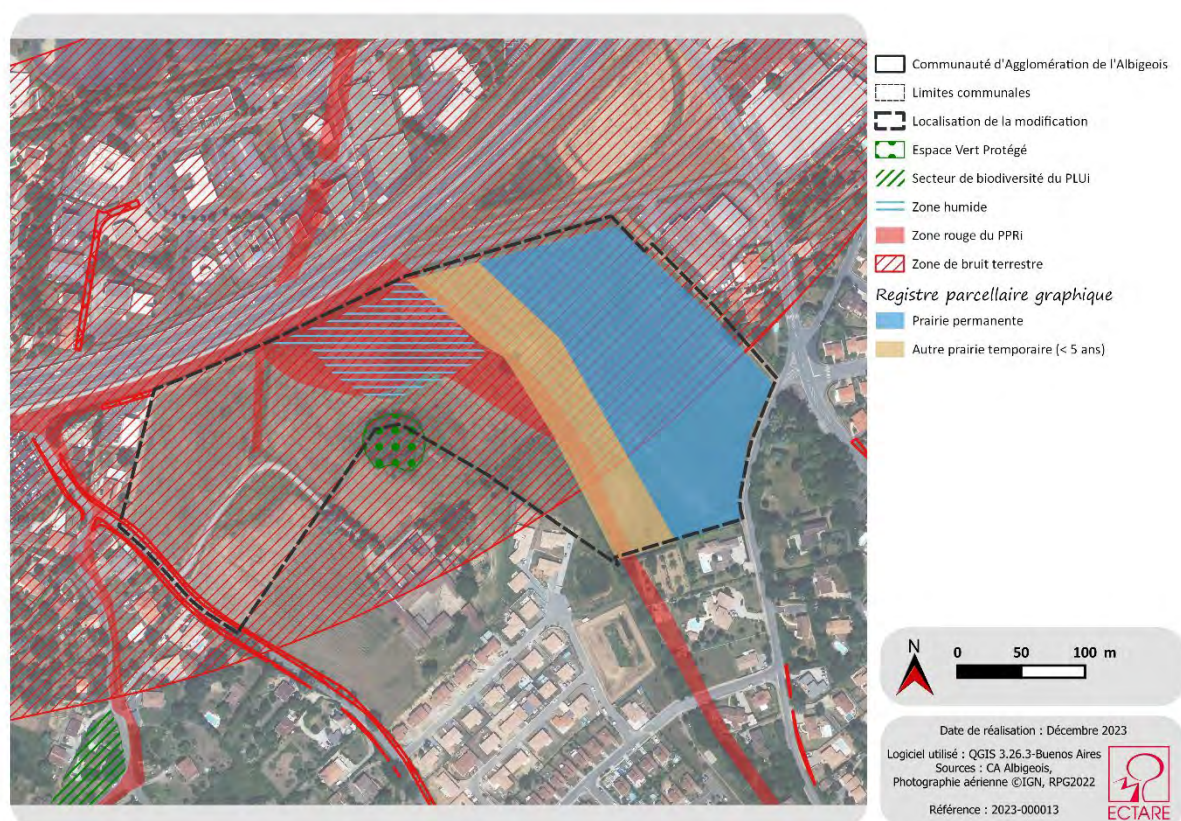 Communauté d'Agglomération de l'Albigeois
Limites communales
Localisation de la modification
Espace Vert Protégé
Secteur de biodiversité du PLUi
Zone humide
Zone rouge du PPRi
Zone de bruit terrestre
Registre parcellaire graphique
Prairie permanente
Autre prairie temporaire (< 5 ans)
N
0 50 100 m
Date de réalisation : Décembre 2023
Logiciel utilisé : QGIS 3.26.3-Buenos Aires
Sources : CA Albigeois,
Photographie aérienne ©IGN, RPG2022
Référence : 2023-000013
ECTARE